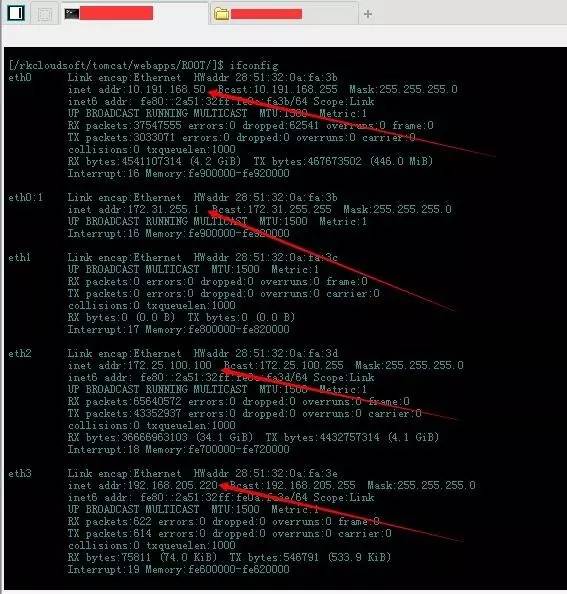 [/rkcloudsoft/tomcat/webapps/ROOT/]$ ifconfig
eth0 Link encap:Ethernet HWaddr 28:51:32:0a:fa:3b
inet addr:10.191.168.50 Bcast:10.191.168.255 Mask:255.255.255.0
inet6 addr: fe80::2a51:32ff:fe0a:fa3b/64 Scope:Link
UP BROADCAST RUNNING MULTICAST MTU:1500 Metric:1
RX packets:37547555 errors:0 dropped:62541 overruns:0 frame:0
TX packets:3033071 errors:0 dropped:0 overruns:0 carrier:0
collisions:0 txqueuelen:1000
RX bytes:4541107314 (4.2 GiB) TX bytes:467673502 (446.0 MiB)
Interrupt:16 Memory:fe900000-fe920000
eth0:1 Link encap:Ethernet HWaddr 28:51:32:0a:fa:3b
inet addr:172.31.255.1 Bcast:172.31.255.255 Mask:255.255.255.0
UP BROADCAST RUNNING MULTICAST MTU:1500 Metric:1
Interrupt:16 Memory:fe900000-fe920000
eth1 Link encap:Ethernet HWaddr 28:51:32:0a:fa:3c
UP BROADCAST MULTICAST MTU:1500 Metric:1
RX packets:0 errors:0 dropped:0 overruns:0 frame:0
TX packets:0 errors:0 dropped:0 overruns:0 carrier:0
collisions:0 txqueuelen:1000
RX bytes:0 (0.0 B) TX bytes:0 (0.0 B)
Interrupt:17 Memory:fe800000-fe820000
eth2 Link encap:Ethernet HWaddr 28:51:32:0a:fa:3d
inet addr:172.25.100.100 Bcast:172.25.100.255 Mask:255.255.255.0
inet6 addr: fe80::2a51:32ff:fe0a:fa3d/64 Scope:Link
UP BROADCAST RUNNING MULTICAST MTU:1500 Metric:1
RX packets:65640572 errors:0 dropped:0 overruns:0 frame:0
TX packets:43352937 errors:0 dropped:0 overruns:0 carrier:0
collisions:0 txqueuelen:1000
RX bytes:36666963103 (34.1 GiB) TX bytes:4432757314 (4.1 GiB)
Interrupt:18 Memory:fe700000-fe720000
eth3 Link encap:Ethernet HWaddr 28:51:32:0a:fa:3e
inet addr:192.168.205.220 Bcast:192.168.205.255 Mask:255.255.255.0
inet6 addr: fe80::2a51:32ff:fe0a:fa3e/64 Scope:Link
UP BROADCAST RUNNING MULTICAST MTU:1500 Metric:1
RX packets:622 errors:0 dropped:0 overruns:0 frame:0
TX packets:614 errors:0 dropped:0 overruns:0 carrier:0
collisions:0 txqueuelen:1000
RX bytes:75811 (74.0 KiB) TX bytes:546791 (533.9 KiB)
Interrupt:19 Memory:fe600000-fe620000